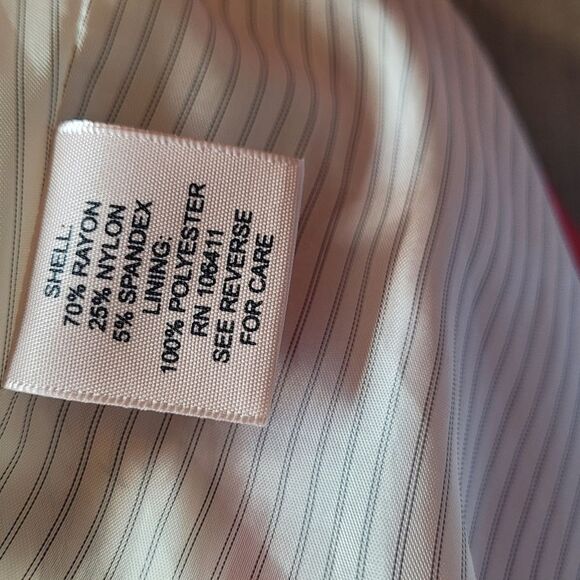 SHELL:
70% RAYON
25% NYLON
5% SPANDEX
LINING:
100% POLYESTER
RN 106411
SEE REVERSE
FOR CARE